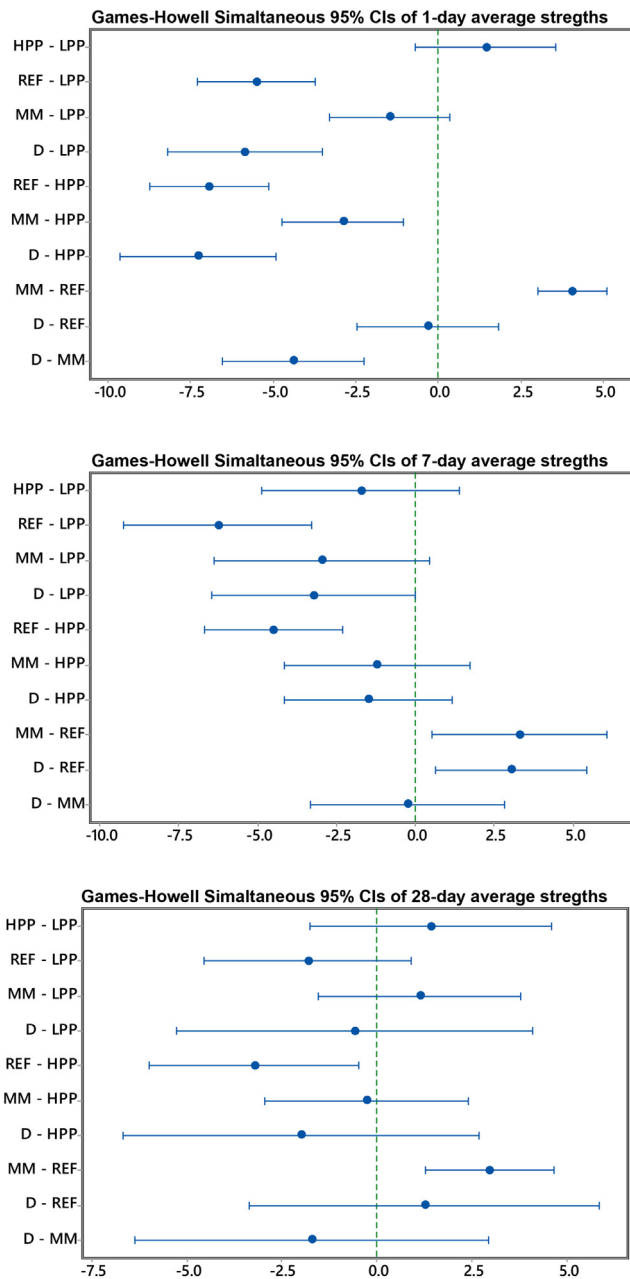 Games-Howell Simaltaneous 95% CIs of 1-day average stregths
HPP - LPP
REF - LPP
MM - LPP
D - LPP
REF - HPP
MM - HPP
D - HPP
MM - REF
D - REF
D - MM
-10.0 -7.5 -5.0 -2.5 0.0 2.5 5.0
Games-Howell Simaltaneous 95% CIs of 7-day average stregths
HPP - LPP
REF - LPP
MM - LPP
D - LPP
REF - HPP
MM - HPP
D - HPP
MM - REF
D - REF
D - MM
-10.0 -7.5 -5.0 -2.5 0.0 2.5 5.0
Games-Howell Simaltaneous 95% CIs of 28-day average stregths
HPP - LPP
REF - LPP
MM - LPP
D - LPP
REF - HPP
MM - HPP
D - HPP
MM - REF
D - REF
D - MM
-7.5 -5.0 -2.5 0.0 2.5 5.0